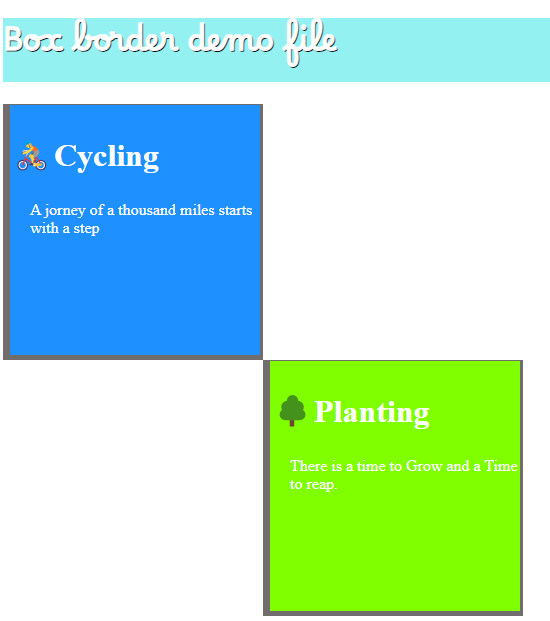 Box border demo file
Cycling
A jorney of a thousand miles starts
with a step
Planting
There is a time to Grow and a Time
to reap.